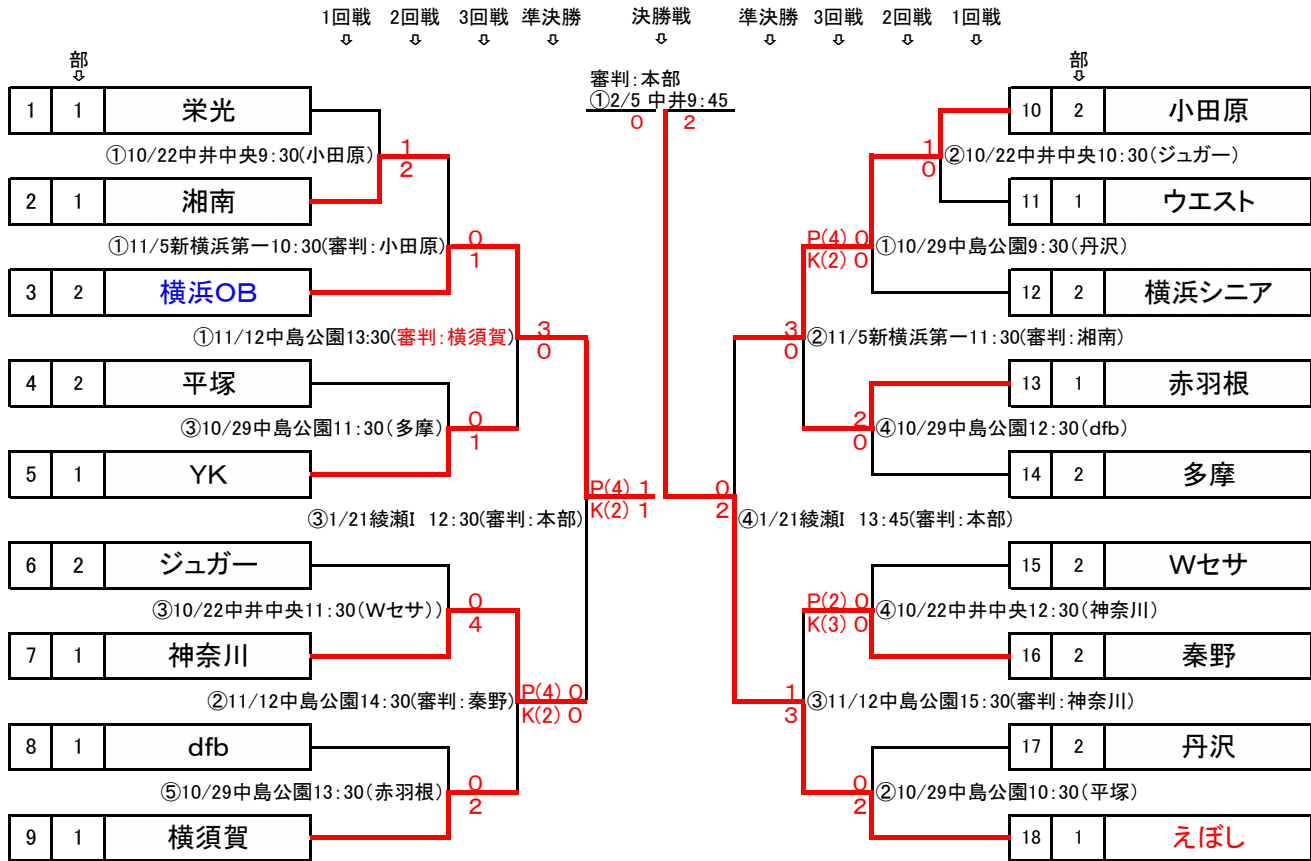 1回戦 2回戦 3回戦 準決勝 決勝戦 準決勝 3回戦 2回戦 1回戦
⇩ ⇩ ⇩ ⇩ ⇩ ⇩ ⇩ ⇩ ⇩
部 部
⇩ ⇩
審判:本部
①2/5 中井9:45
0 2
1 1 栄光
①10/22中井中央9:30(小田原)
1
2
2 1 湘南
①11/5新横浜第一10:30(審判:小田原)
0
1
3 2 横浜OB
①11/12中島公園13:30(審判:横須賀)
3
0
4 2 平塚
③10/29中島公園11:30(多摩)
0
1
5 1 YK
P(4) 1
K(2) 1
③1/21綾瀬I 12:30(審判:本部)
6 2 ジュガー
③10/22中井中央11:30(Wセサ))
0
4
7 1 神奈川
②11/12中島公園14:30(審判:秦野)
P(4) 0
K(2) 0
8 1 dfb
⑤10/29中島公園13:30(赤羽根)
0
2
9 1 横須賀
10 2 小田原
1
0
②10/22中井中央10:30(ジュガー)
11 1 ウエスト
P(4) 0
K(2) 0
①10/29中島公園9:30(丹沢)
12 2 横浜シニア
3
0
②11/5新横浜第一11:30(審判:湘南)
13 1 赤羽根
2
0
④10/29中島公園12:30(dfb)
14 2 多摩
0
2
④1/21綾瀬I 13:45(審判:本部)
15 2 Wセサ
P(2) 0
K(3) 0
④10/22中井中央12:30(神奈川)
16 2 秦野
1
3
③11/12中島公園15:30(審判:神奈川)
17 2 丹沢
0
2
②10/29中島公園10:30(平塚)
18 1 えぼし